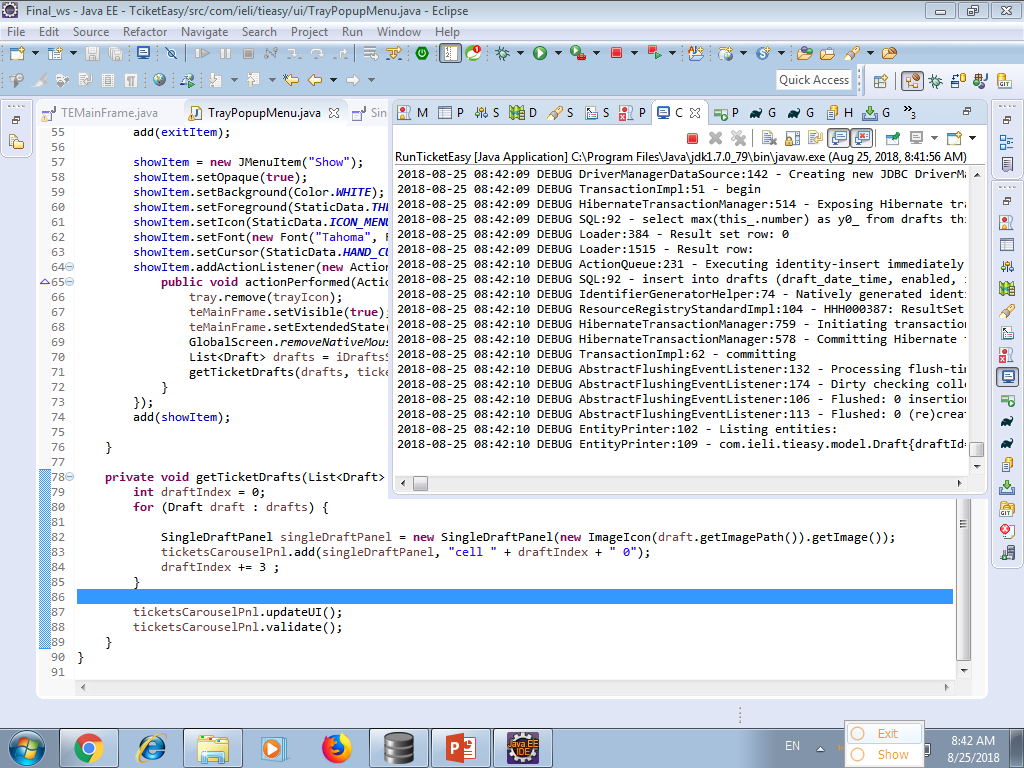 Final_ws - Java EE - TciketEasy/src/com/ieli/tieasy/ui/TrayPopupMenu.java - Eclipse
File Edit Source Refactor Navigate Search Project Run Window Help
Quick Access
TEMainFrame.java TrayPopupMenu.java Sin
M P S D S S P C P G G H G »3
RunTicketEasy [Java Application] C:\Program Files\Java\jdk1.7.0_79\bin\javaw.exe (Aug 25, 2018, 8:41:56 AM)
2018-08-25 08:42:09 DEBUG DriverManagerDataSource:142 - Creating new JDBC DriverMa
2018-08-25 08:42:09 DEBUG TransactionImpl:51 - begin
2018-08-25 08:42:09 DEBUG HibernateTransactionManager:514 - Exposing Hibernate tra
2018-08-25 08:42:09 DEBUG SQL:92 - select max(this_.number) as y0_ from drafts thi
2018-08-25 08:42:09 DEBUG Loader:384 - Result set row: 0
2018-08-25 08:42:09 DEBUG Loader:1515 - Result row:
2018-08-25 08:42:10 DEBUG ActionQueue:231 - Executing identity-insert immediately
2018-08-25 08:42:10 DEBUG SQL:92 - insert into drafts (draft_date_time, enabled, i
2018-08-25 08:42:10 DEBUG IdentifierGeneratorHelper:74 - Natively generated identi
2018-08-25 08:42:10 DEBUG ResourceRegistryStandardImpl:104 - HHH000387: ResultSet
2018-08-25 08:42:10 DEBUG HibernateTransactionManager:759 - Initiating transaction
2018-08-25 08:42:10 DEBUG HibernateTransactionManager:578 - Committing Hibernate t
2018-08-25 08:42:10 DEBUG TransactionImpl:62 - committing
2018-08-25 08:42:10 DEBUG AbstractFlushingEventListener:132 - Processing flush-tim
2018-08-25 08:42:10 DEBUG AbstractFlushingEventListener:174 - Dirty checking colle
2018-08-25 08:42:10 DEBUG AbstractFlushingEventListener:106 - Flushed: 0 insertion
2018-08-25 08:42:10 DEBUG AbstractFlushingEventListener:113 - Flushed: 0 (re)creat
2018-08-25 08:42:10 DEBUG EntityPrinter:102 - Listing entities:
2018-08-25 08:42:10 DEBUG EntityPrinter:109 - com.ieli.tieasy.model.Draft{draftId=
55 add(exitItem);
56
57 showItem = new JMenuItem("Show");
58 showItem.setOpaque(true);
59 showItem.setBackground(Color.WHITE);
60 showItem.setForeground(StaticData.THE
61 showItem.setIcon(StaticData.ICON_MENU
62 showItem.setFont(new Font("Tahoma", F
63 showItem.setCursor(StaticData.HAND_CU
64 showItem.addActionListener(new Action
65 public void actionPerformed(Actio
66 tray.remove(trayIcon);
67 teMainFrame.setVisible(true);
68 teMainFrame.setExtendedState(
69 GlobalScreen.removeNativeMous
70 List<Draft> drafts = iDraftsS
71 getTicketDrafts(drafts, ticke
72 }
73 });
74 add(showItem);
75
76 }
77
78 private void getTicketDrafts(List<Draft>
79 int draftIndex = 0;
80 for (Draft draft : drafts) {
81
82 SingleDraftPanel singleDraftPanel = new SingleDraftPanel(new ImageIcon(draft.getImagePath()).getImage());
83 ticketsCarouselPnl.add(singleDraftPanel, "cell " + draftIndex + " 0");
84 draftIndex += 3 ;
85 }
86
87 ticketsCarouselPnl.updateUI();
88 ticketsCarouselPnl.validate();
89 }
90 }
91
EN
Exit
Show
8:42 AM
8/25/2018